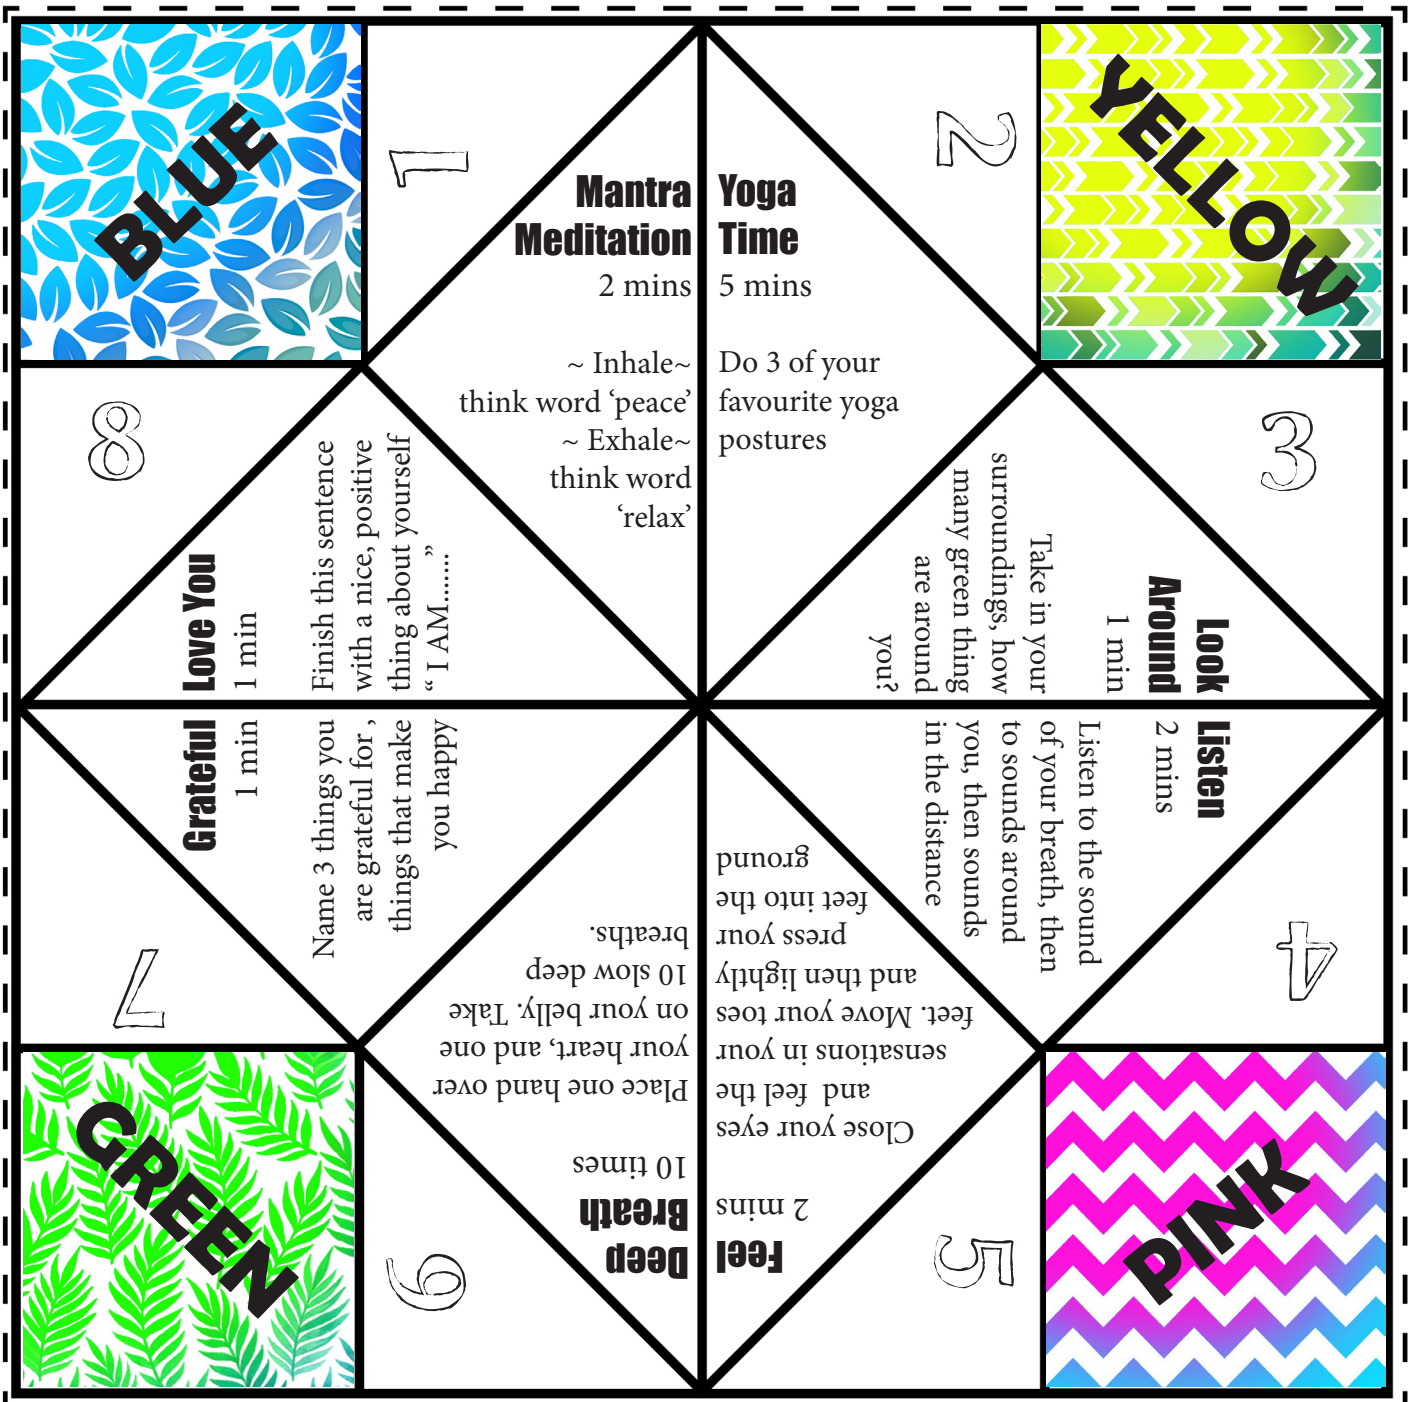 BLUE
1
2
YELLOW
Mantra
Meditation
2 mins
~ Inhale~
think word ‘peace’
~ Exhale~
think word
‘relax’
Yoga
Time
5 mins
Do 3 of your
favourite yoga
postures
3
Look
Around
1 min
Take in your
surroundings, how
many green thing
are around
you?
Listen
2 mins
Listen to the sound
of your breath, then
to sounds around
you, then sounds
in the distance
4
PINK
5
Feel
2 mins
Close your eyes
and feel the
sensations in your
feet. Move your toes
and then lightly
press your
feet into the
ground
Deep
Breath
10 times
Place one hand over
your heart, and one
on your belly. Take
10 slow deep
breaths.
6
GREEN
7
Grateful
1 min
Name 3 things you
are grateful for ,
things that make
you happy
Love You
1 min
Finish this sentence
with a nice, positive
thing about yourself
“ I AM......”
8